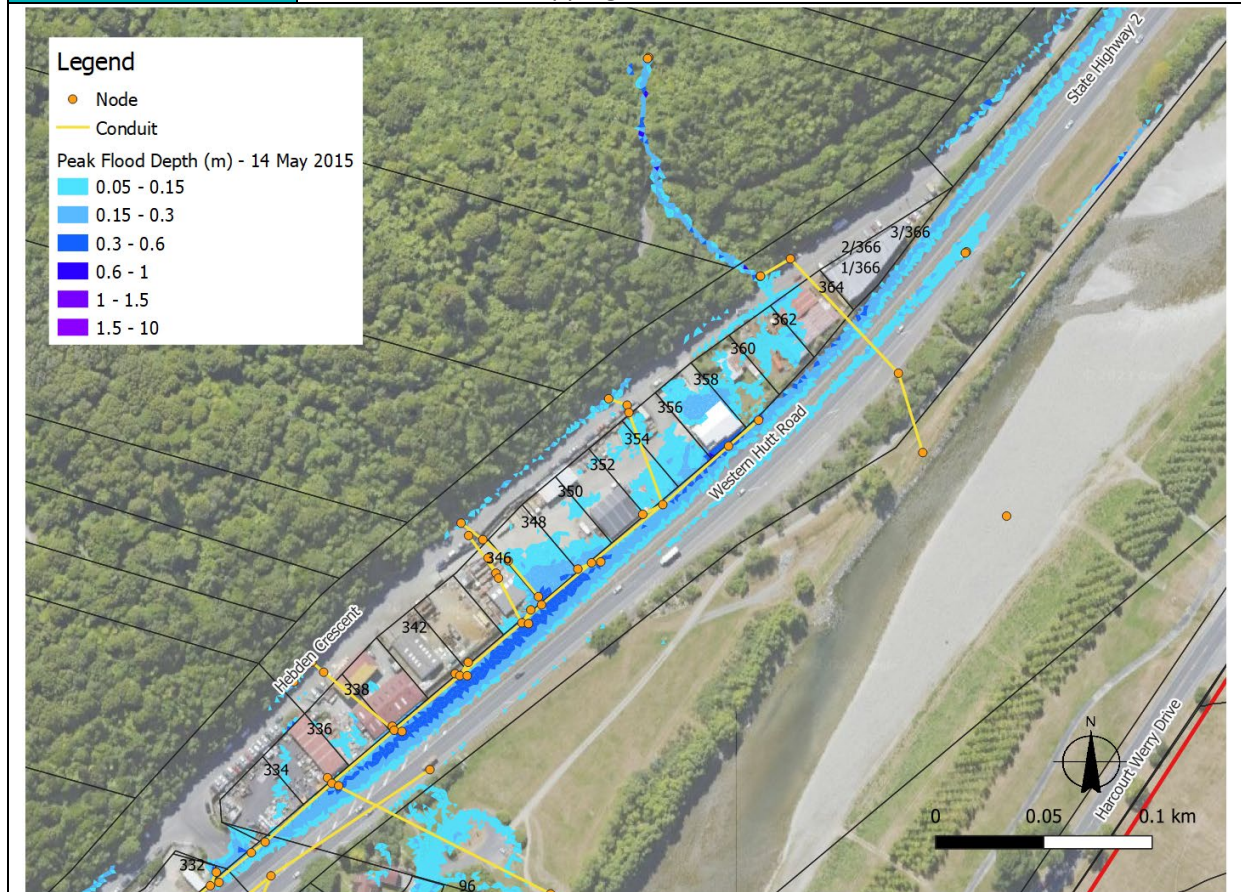 Legend
Node
Conduit
Peak Flood Depth (m) - 14 May 2015
0.05 - 0.15
0.15 - 0.3
0.3 - 0.6
0.6 - 1
1 - 1.5
1.5 - 10
State Highway 2
3/366
2/366
1/366
364
362
360
358
356
354
352
350
348
346
342
338
336
334
332
96
Western Hutt Road
Hebden Crescent
Harcourt Werry Drive
N
0 0.05 0.1 km